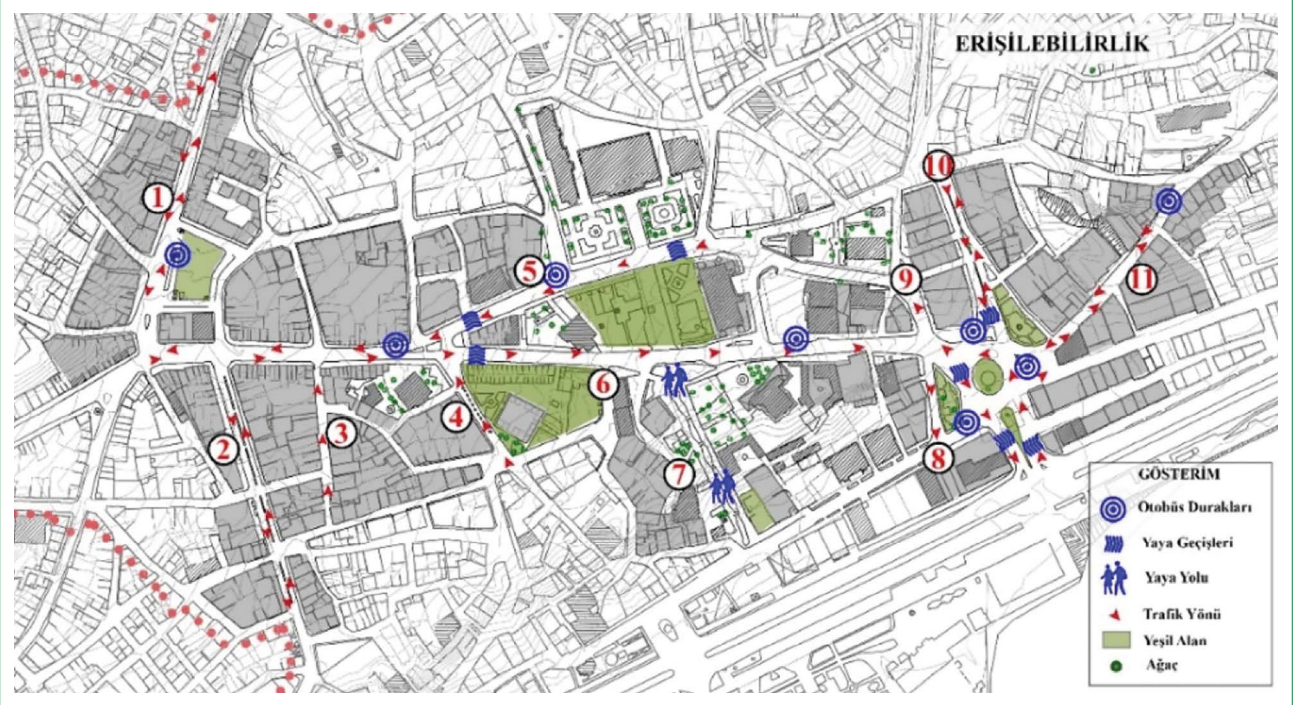 ERİŞİLEBİLİRLİK
10
1
5
9
11
6
4
2
3
7
8
GÖSTERİM
Otobüs Durakları
Yaya Geçişleri
Yaya Yolu
Trafik Yönü
Yeşil Alan
Ağaç